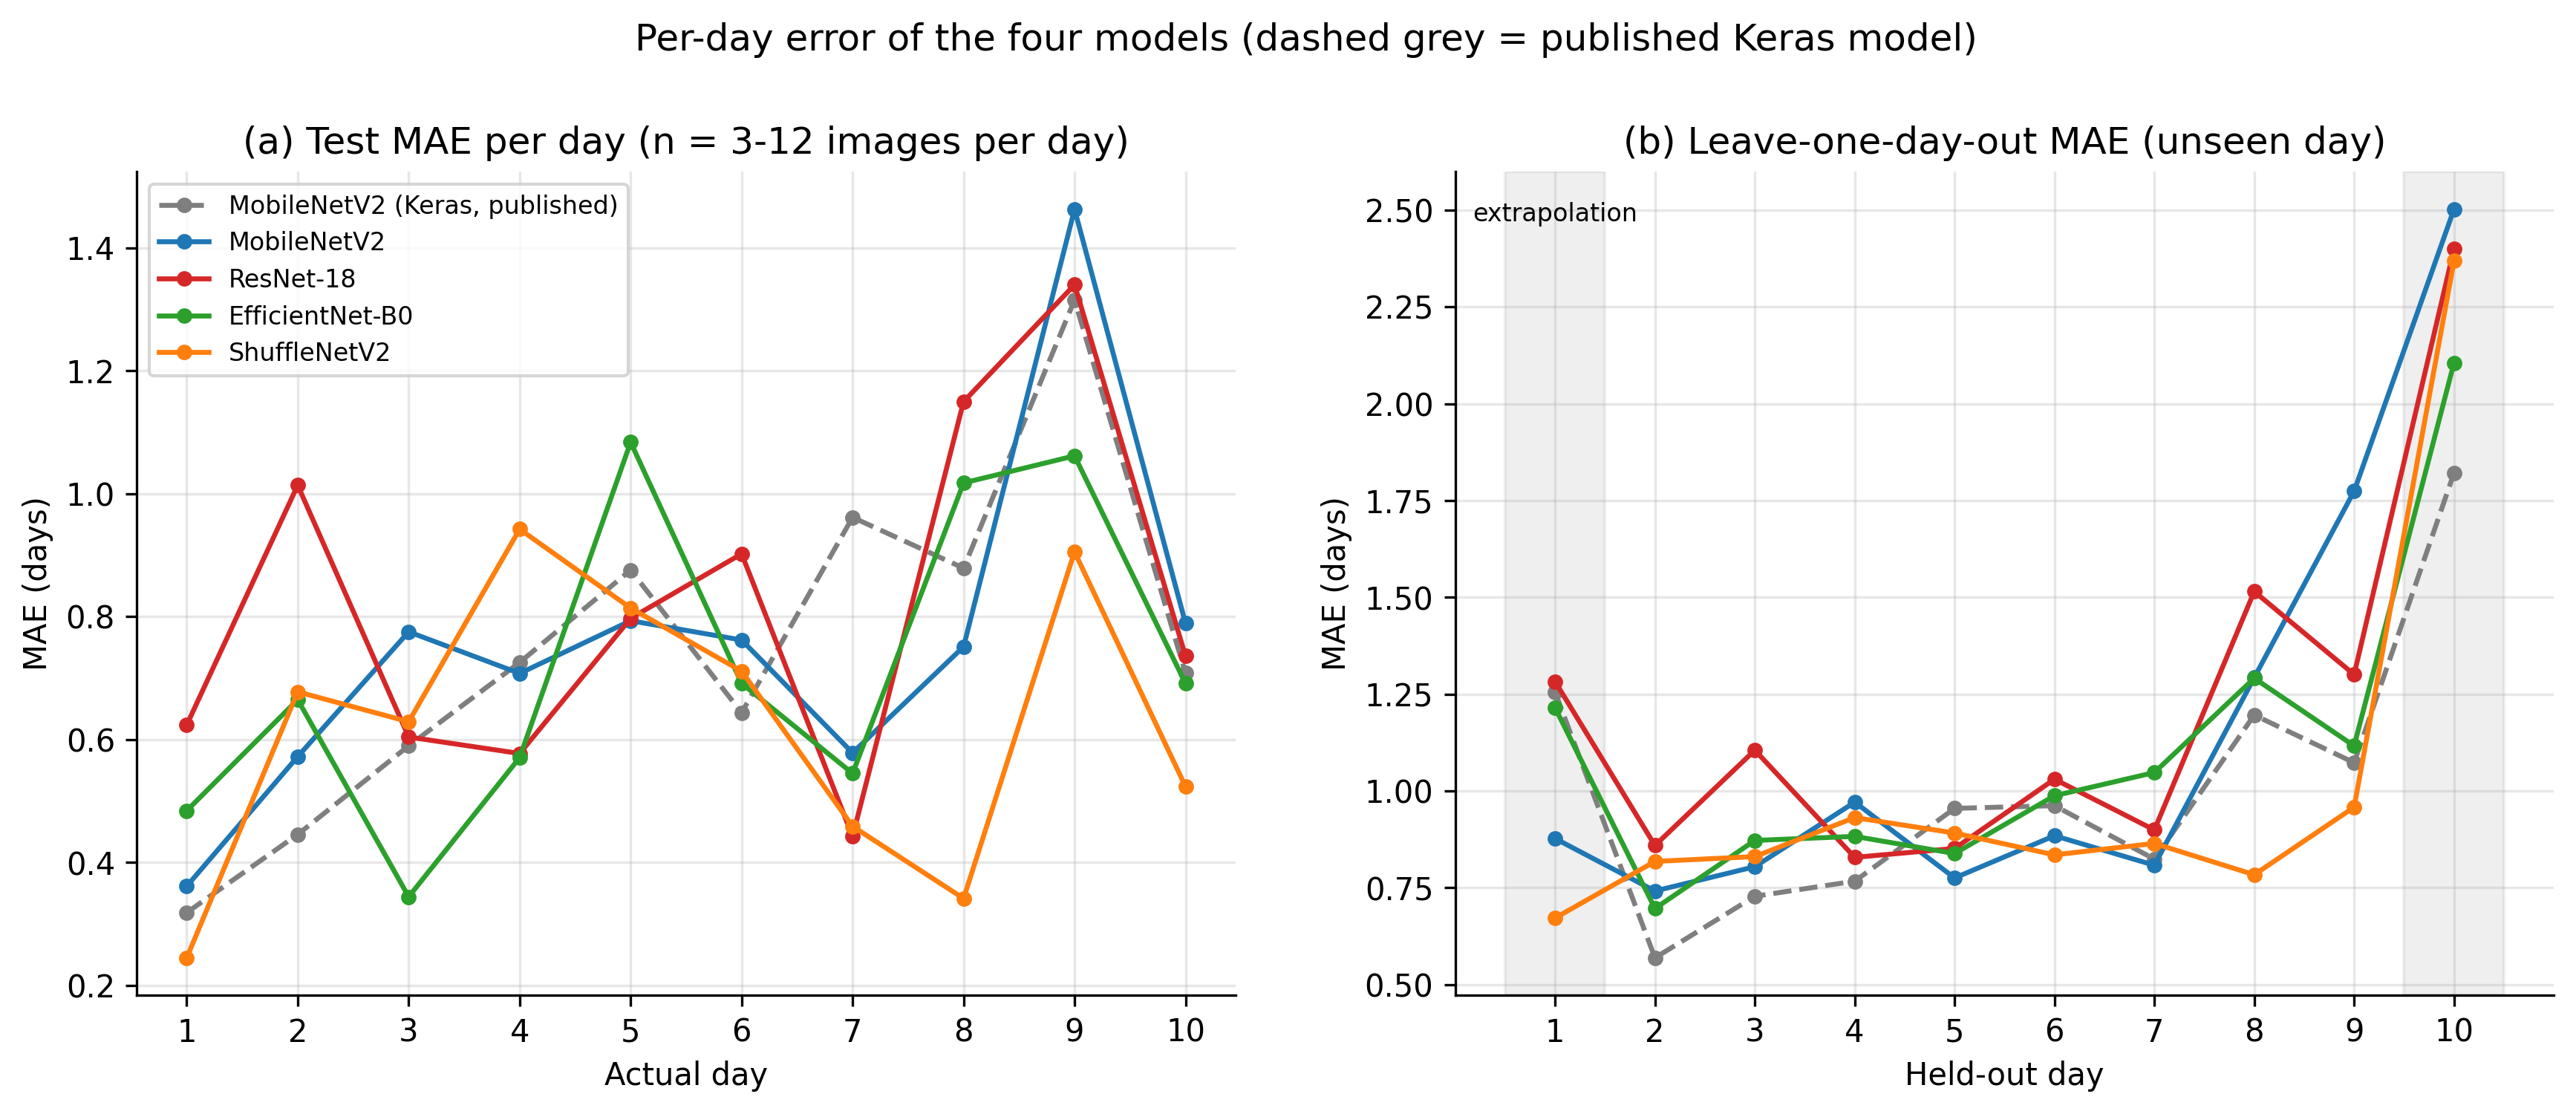 Per-day error of the four models (dashed grey = published Keras model)
(a) Test MAE per day (n = 3-12 images per day)
MobileNetV2 (Keras, published)
MobileNetV2
ResNet-18
EfficientNet-B0
ShuffleNetV2
MAE (days)
1.4
1.2
1.0
0.8
0.6
0.4
0.2
1 2 3 4 5 6 7 8 9 10
Actual day
(b) Leave-one-day-out MAE (unseen day)
extrapolation
MAE (days)
2.50
2.25
2.00
1.75
1.50
1.25
1.00
0.75
0.50
1 2 3 4 5 6 7 8 9 10
Held-out day